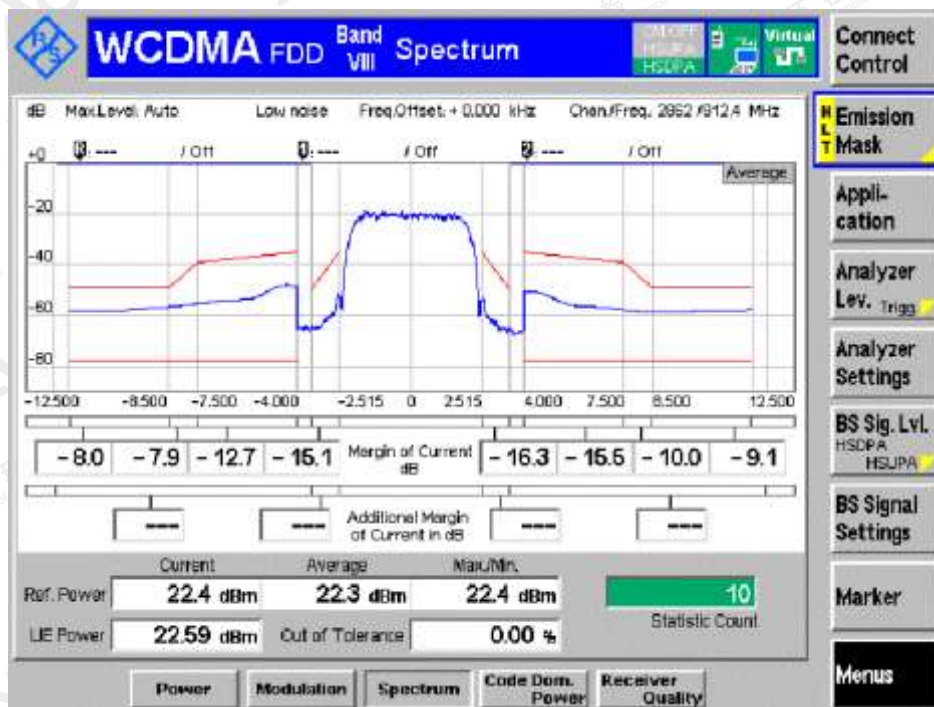 WCDMA FDD Band VIII Spectrum
HSDPA
Virtual
Connect Control
dB Max.Level: Auto Low noise Freq.Offset: + 0.000 kHz Chan./Freq.: 2862 /912.4 MHz
--- / Off --- / Off 2: --- / Off
Average
+0
-20
-40
-60
-80
-12.500 -8.500 -7.500 -4.000 -2.515 0 2.515 4.000 7.500 8.500 12.500
-8.0 -7.9 -12.7 -15.1 Margin of Current dB -16.3 -15.5 -10.0 -9.1
--- --- Additional Margin of Current in dB --- ---
Current Average Max./Min.
Ref. Power 22.4 dBm 22.3 dBm 22.4 dBm 10
Statistic Count
UE Power 22.59 dBm Out of Tolerance 0.00 %
Power Modulation Spectrum Code Dom. Power Receiver Quality
Emission Mask
Appli-
cation
Analyzer
Lev. Trigg.
Analyzer
Settings
BS Sig. Lvl.
HSDPA
HSUPA
BS Signal
Settings
Marker
Menus